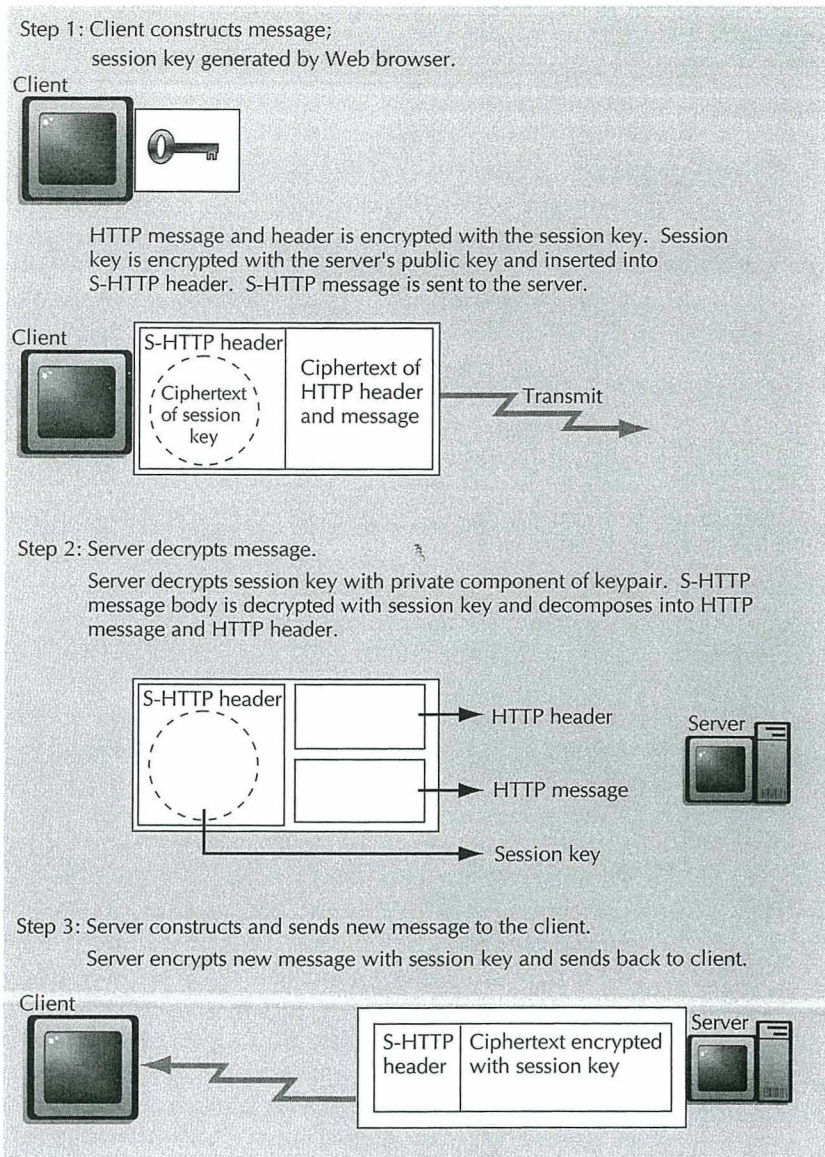 Step 1: Client constructs message;
session key generated by Web browser.
Client
HTTP message and header is encrypted with the session key. Session
key is encrypted with the server's public key and inserted into
S-HTTP header. S-HTTP message is sent to the server.
Client
S-HTTP header
Ciphertext
of session
key
Ciphertext of
HTTP header
and message
Transmit
Step 2: Server decrypts message.
Server decrypts session key with private component of keypair. S-HTTP
message body is decrypted with session key and decomposes into HTTP
message and HTTP header.
S-HTTP header
HTTP header
Server
HTTP message
Session key
Step 3: Server constructs and sends new message to the client.
Server encrypts new message with session key and sends back to client.
Client
S-HTTP
header
Ciphertext encrypted
with session key
Server